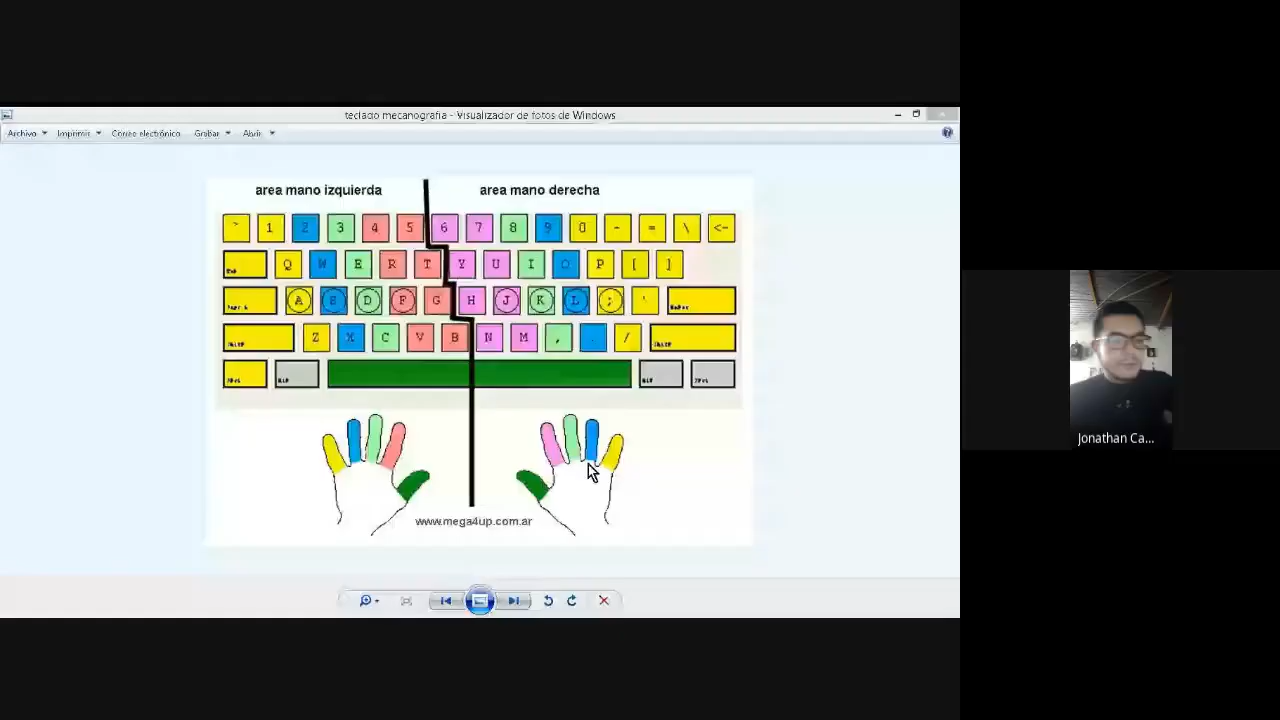 teclado mecanografia - Visualizador de fotos de Windows
Archivo Imprimir Correo electrónico Grabar Abrir
area mano izquierda area mano derecha
` 1 2 3 4 5 6 7 8 9 0 - = \ <-
Q W E R T Y U I O P [ ]
A S D F G H J K L ; '
Z X C V B N M , . /
www.mega4up.com.ar
Jonathan Ca...